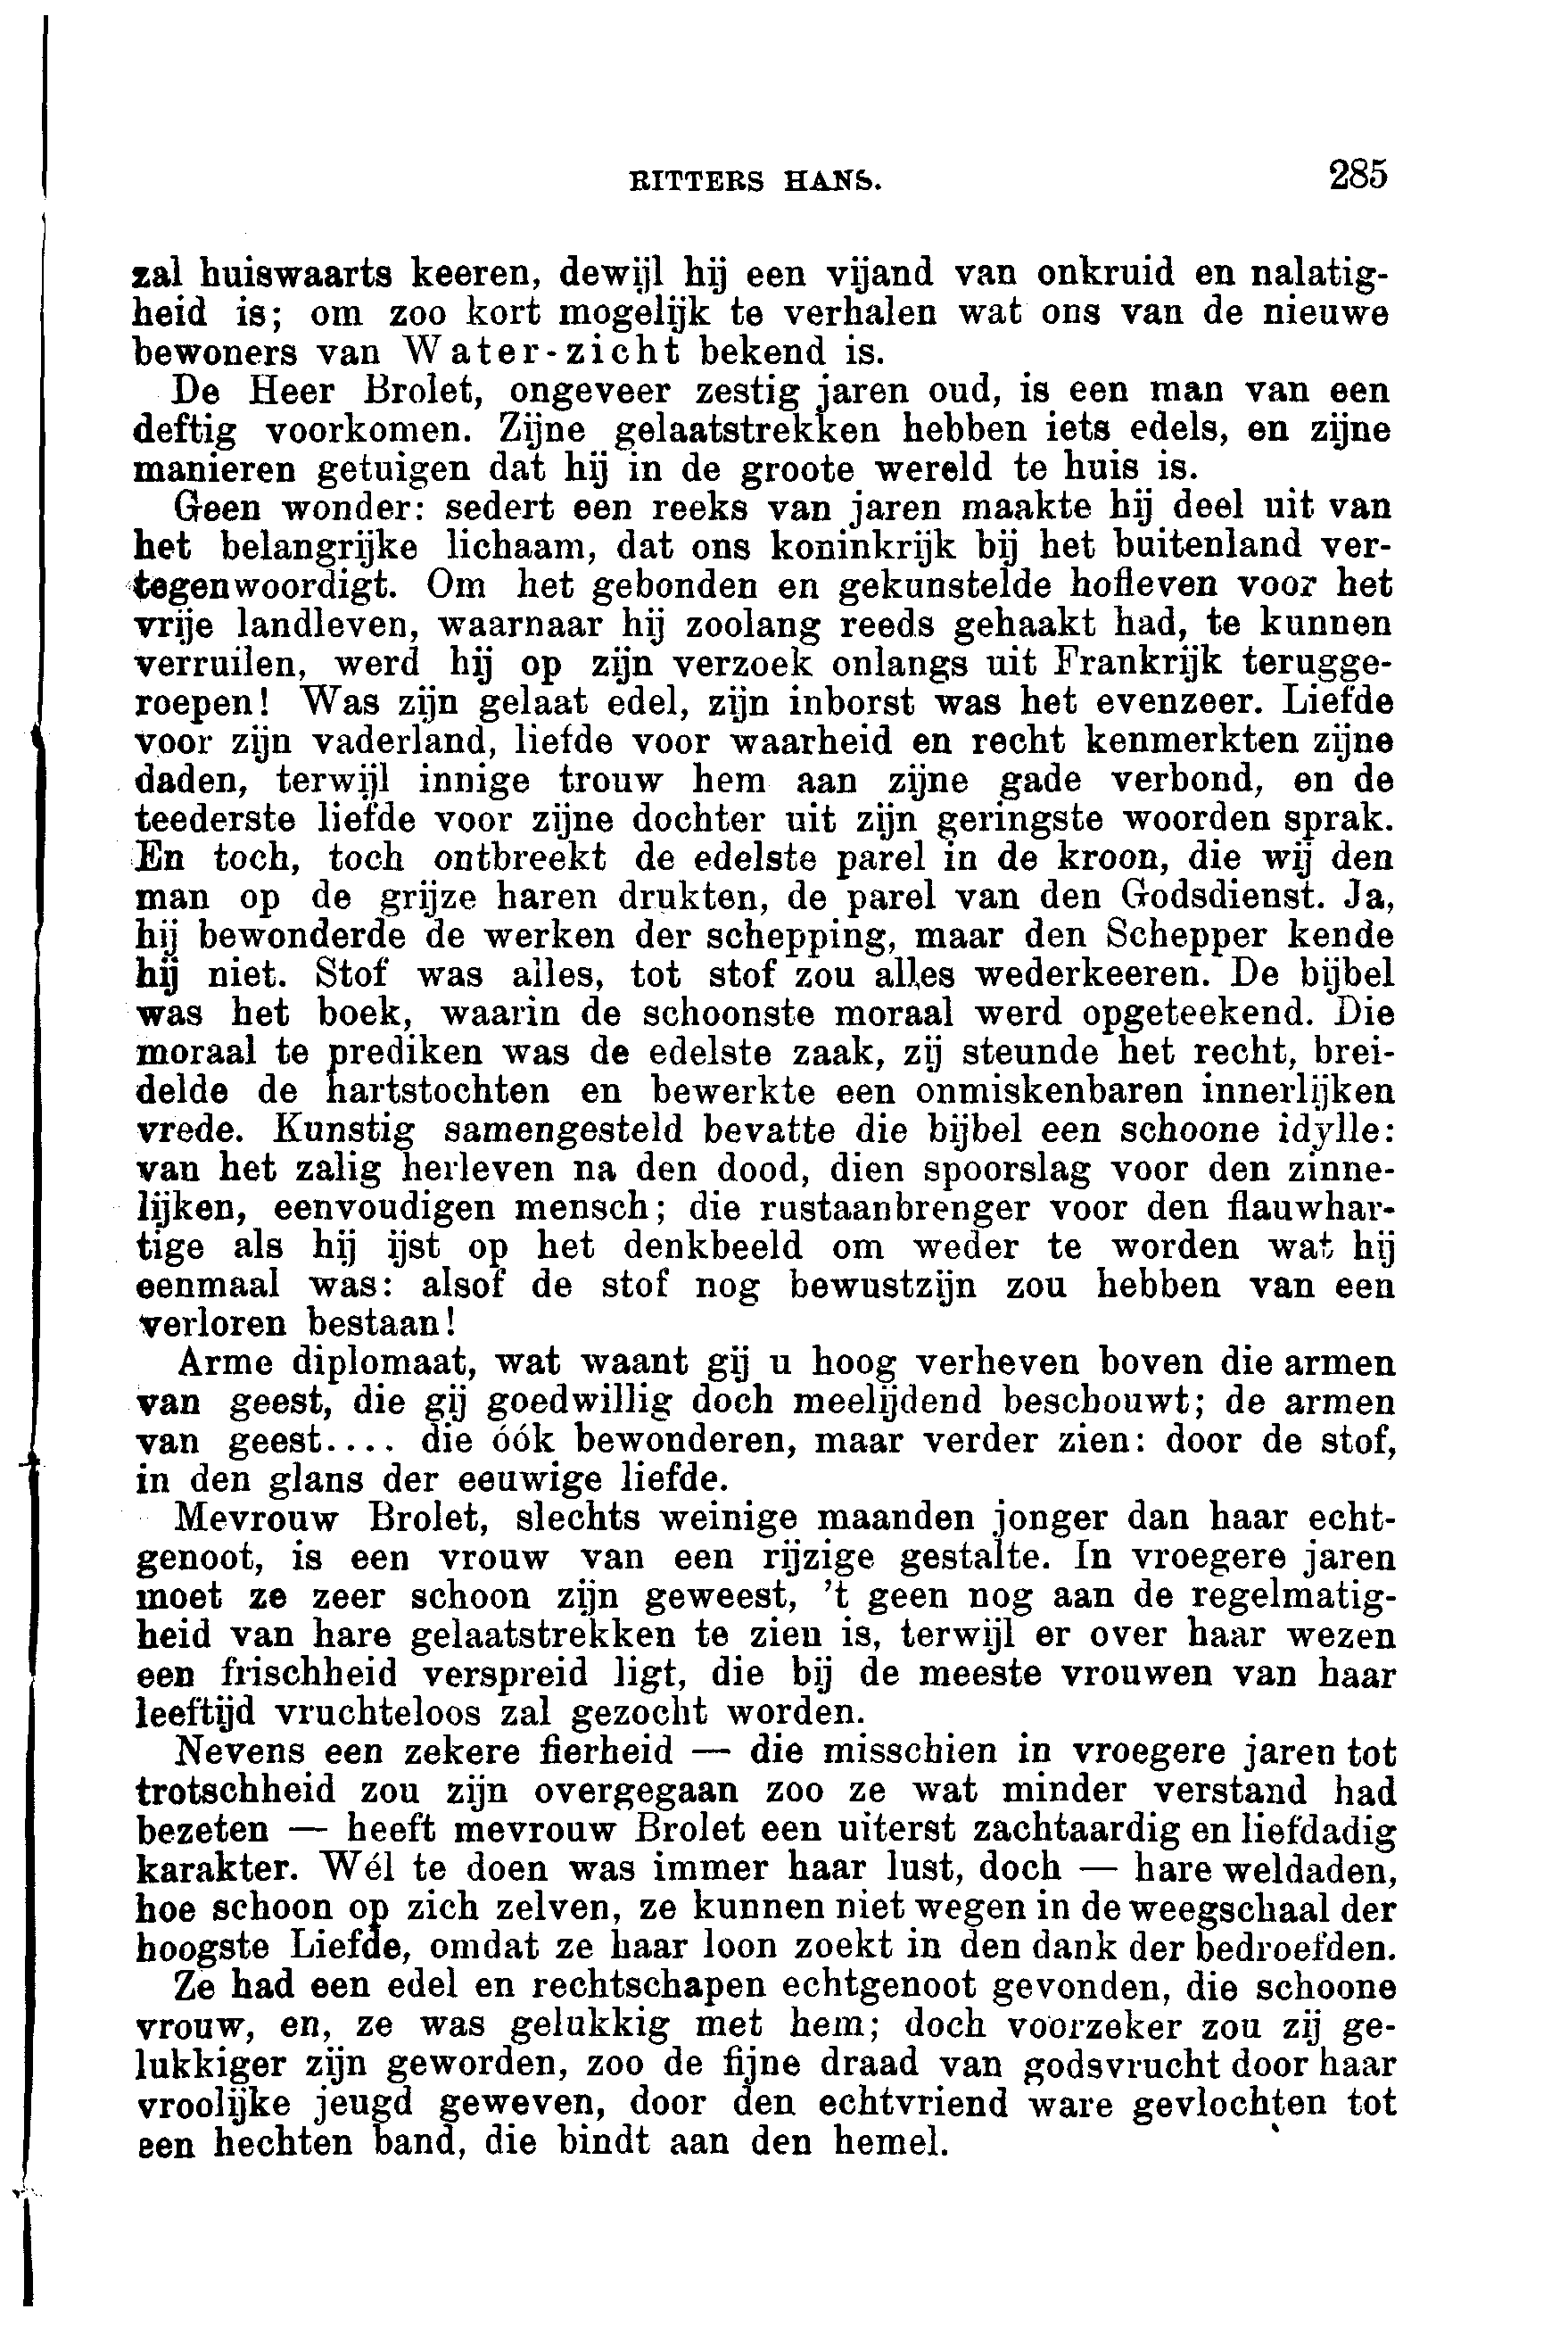 RITTERS HANS. 285
zal huiswaarts keeren, dewijl hij een vijand van onkruid en nalatig-
heid is; om zoo kort mogelijk te verhalen wat ons van de nieuwe
bewoners van Water-zicht bekend is.
De Heer Brolet, ongeveer zestig jaren oud, is een man van een
deftig voorkomen. Zijne gelaatstrekken hebben iets edels, en zijne
manieren getuigen dat hij in de groote wereld te huis is.
Geen wonder: sedert een reeks van jaren maakte hij deel uit van
het belangrijke lichaam, dat ons koninkrijk bij het buitenland ver-
tegenwoordigt. Om het gebonden en gekunstelde hofleven voor het
vrije landleven, waarnaar hij zoolang reeds gehaakt had, te kunnen
verruilen, werd hij op zijn verzoek onlangs uit Frankrijk terugge-
roepen! Was zijn gelaat edel, zijn inborst was het evenzeer. Liefde
voor zijn vaderland, liefde voor waarheid en recht kenmerkten zijne
daden, terwijl innige trouw hem aan zijne gade verbond, en de
teederste liefde voor zijne dochter uit zijn geringste woorden sprak.
En toch, toch ontbreekt de edelste parel in de kroon, die wij den
man op de grijze haren drukten, de parel van den Godsdienst. Ja,
hij bewonderde de werken der schepping, maar den Schepper kende
hij niet. Stof was alles, tot stof zou alles wederkeeren. De bijbel
was het boek, waarin de schoonste moraal werd opgeteekend. Die
moraal te prediken was de edelste zaak, zij steunde het recht, brei-
delde de hartstochten en bewerkte een onmiskenbaren innerlijken
vrede. Kunstig samengesteld bevatte die bijbel een schoone idylle:
van het zalig herleven na den dood, dien spoorslag voor den zinne-
lijken, eenvoudigen mensch; die rustaanbrenger voor den flauwhar-
tige als hij ijst op het denkbeeld om weder te worden wat hij
eenmaal was: alsof de stof nog bewustzijn zou hebben van een
verloren bestaan!
Arme diplomaat, wat waant gij u hoog verheven boven die armen
van geest, die gij goedwillig doch meelijdend beschouwt; de armen
van geest.... die óók bewonderen, maar verder zien: door de stof,
in den glans der eeuwige liefde.
Mevrouw Brolet, slechts weinige maanden jonger dan haar echt-
genoot, is een vrouw van een rijzige gestalte. In vroegere jaren
moet ze zeer schoon zijn geweest, 't geen nog aan de regelmatig-
heid van hare gelaatstrekken te zien is, terwijl er over haar wezen
een frischheid verspreid ligt, die bij de meeste vrouwen van haar
leeftijd vruchteloos zal gezocht worden.
Nevens een zekere fierheid — die misschien in vroegere jaren tot
trotschheid zou zijn overgegaan zoo ze wat minder verstand had
bezeten — heeft mevrouw Brolet een uiterst zachtaardig en liefdadig
karakter. Wél te doen was immer haar lust, doch — hare weldaden,
hoe schoon op zich zelven, ze kunnen niet wegen in de weegschaal der
hoogste Liefde, omdat ze haar loon zoekt in den dank der bedroefden.
Ze had een edel en rechtschapen echtgenoot gevonden, die schoone
vrouw, en, ze was gelukkig met hem; doch voorzeker zou zij ge-
lukkiger zijn geworden, zoo de fijne draad van godsvrucht door haar
vroolijke jeugd geweven, door den echtvriend ware gevlochten tot
een hechten band, die bindt aan den hemel.